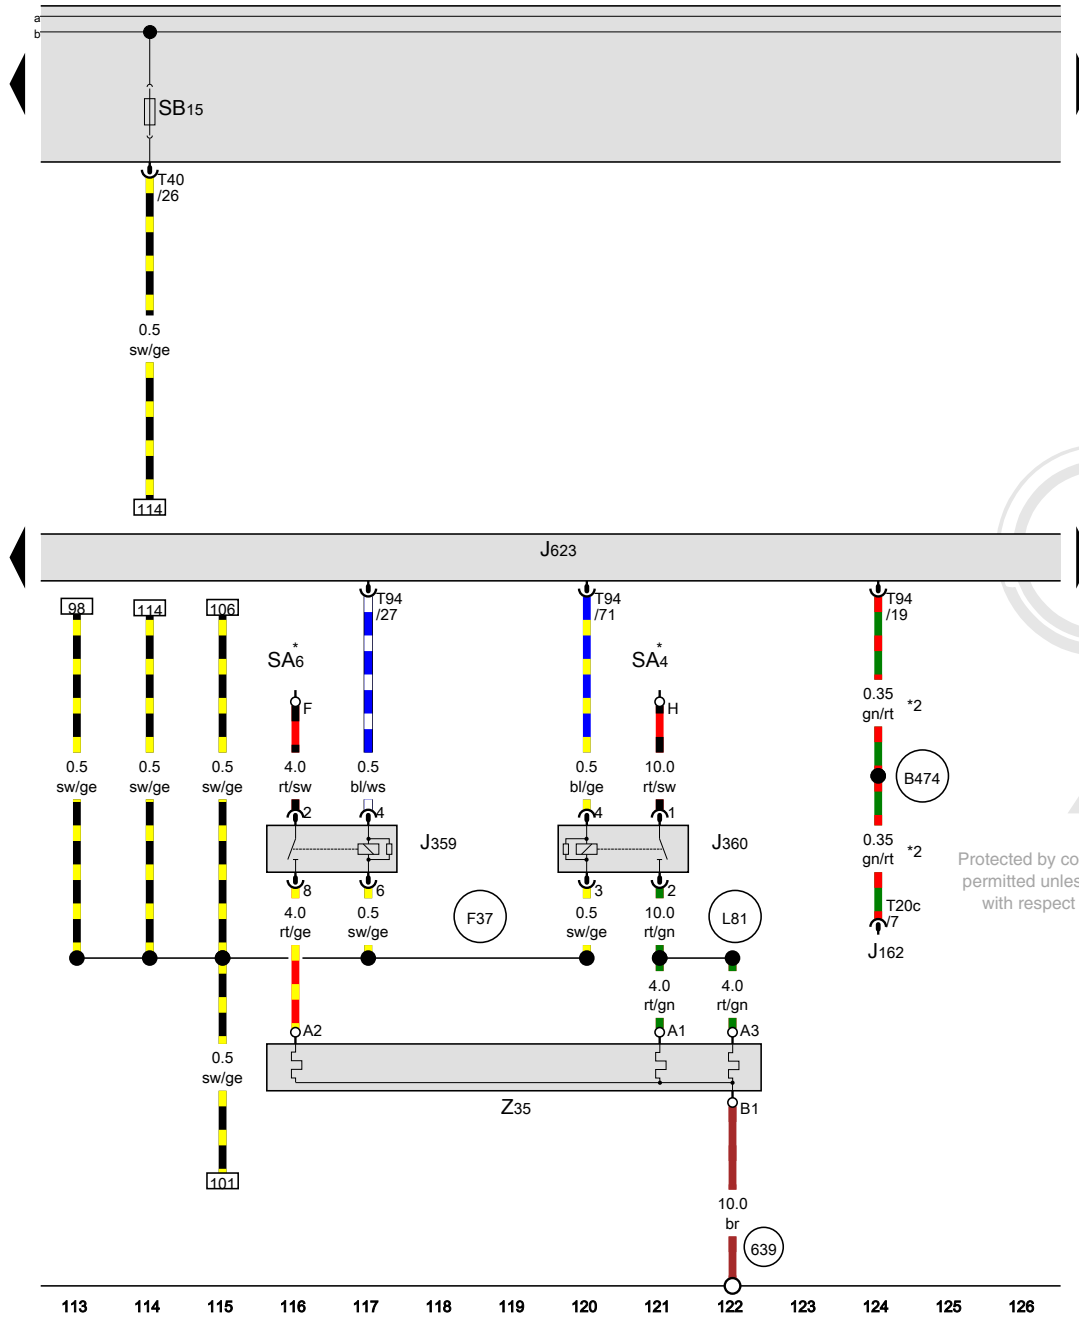 a
b
SB15
T40
/26
0.5
sw/ge
114
J623
98
114
106
T94
/27
T94
/71
T94
/19
SA6*
SA4*
F
H
0.35
gn/rt *2
0.5
sw/ge
0.5
sw/ge
0.5
sw/ge
4.0
rt/sw
0.5
bl/ws
0.5
bl/ge
10.0
rt/sw
B474
2
4
4
1
J359
J360
0.35
gn/rt *2
Protected by co
permitted unles
with respect
8
6
3
2
4.0
rt/ge
0.5
sw/ge
F37
0.5
sw/ge
10.0
rt/gn
L81
T20c
/7
J162
4.0
rt/gn
4.0
rt/gn
A2
A1
A3
0.5
sw/ge
Z35
B1
101
10.0
br
639
113 114 115 116 117 118 119 120 121 122 123 124 125 126